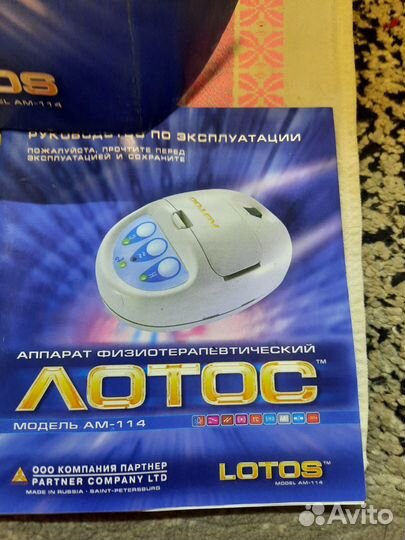 OS
MODEL AM-114
РУКОВОДСТВО ПО ЭКСПЛУАТАЦИИ
ПОЖАЛУЙСТА, ПРОЧТИТЕ ПЕРЕД
ЭКСПЛУАТАЦИЕЙ И СОХРАНИТЕ
АППАРАТ ФИЗИОТЕРАПЕВТИЧЕСКИЙ
ЛОТОС™
МОДЕЛЬ АМ-114
ООО КОМПАНИЯ ПАРТНЕР
PARTNER COMPANY LTD
MADE IN RUSSIA · SAINT-PETERSBURG
LOTOS™
MODEL AM-114
Avito